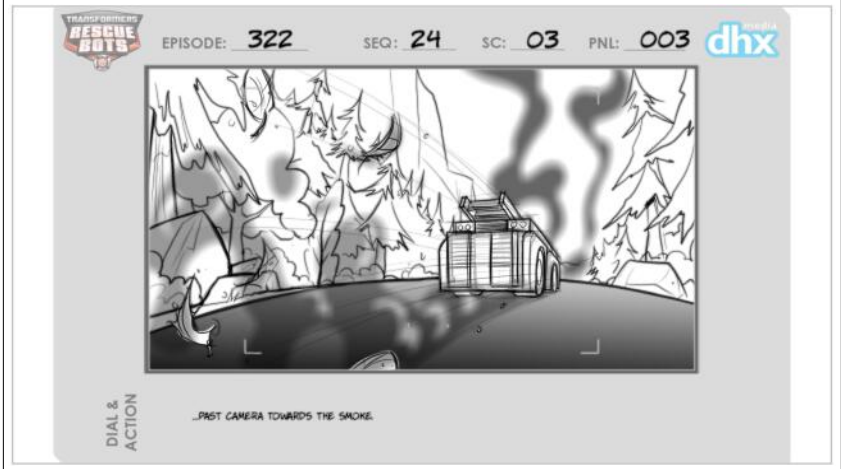 TRANSFORMERS
RESCUE
BOTS
EPISODE: 322 SEQ: 24 SC: 03 PNL: 003
media
dhx
DIAL &
ACTION
...PAST CAMERA TOWARDS THE SMOKE.